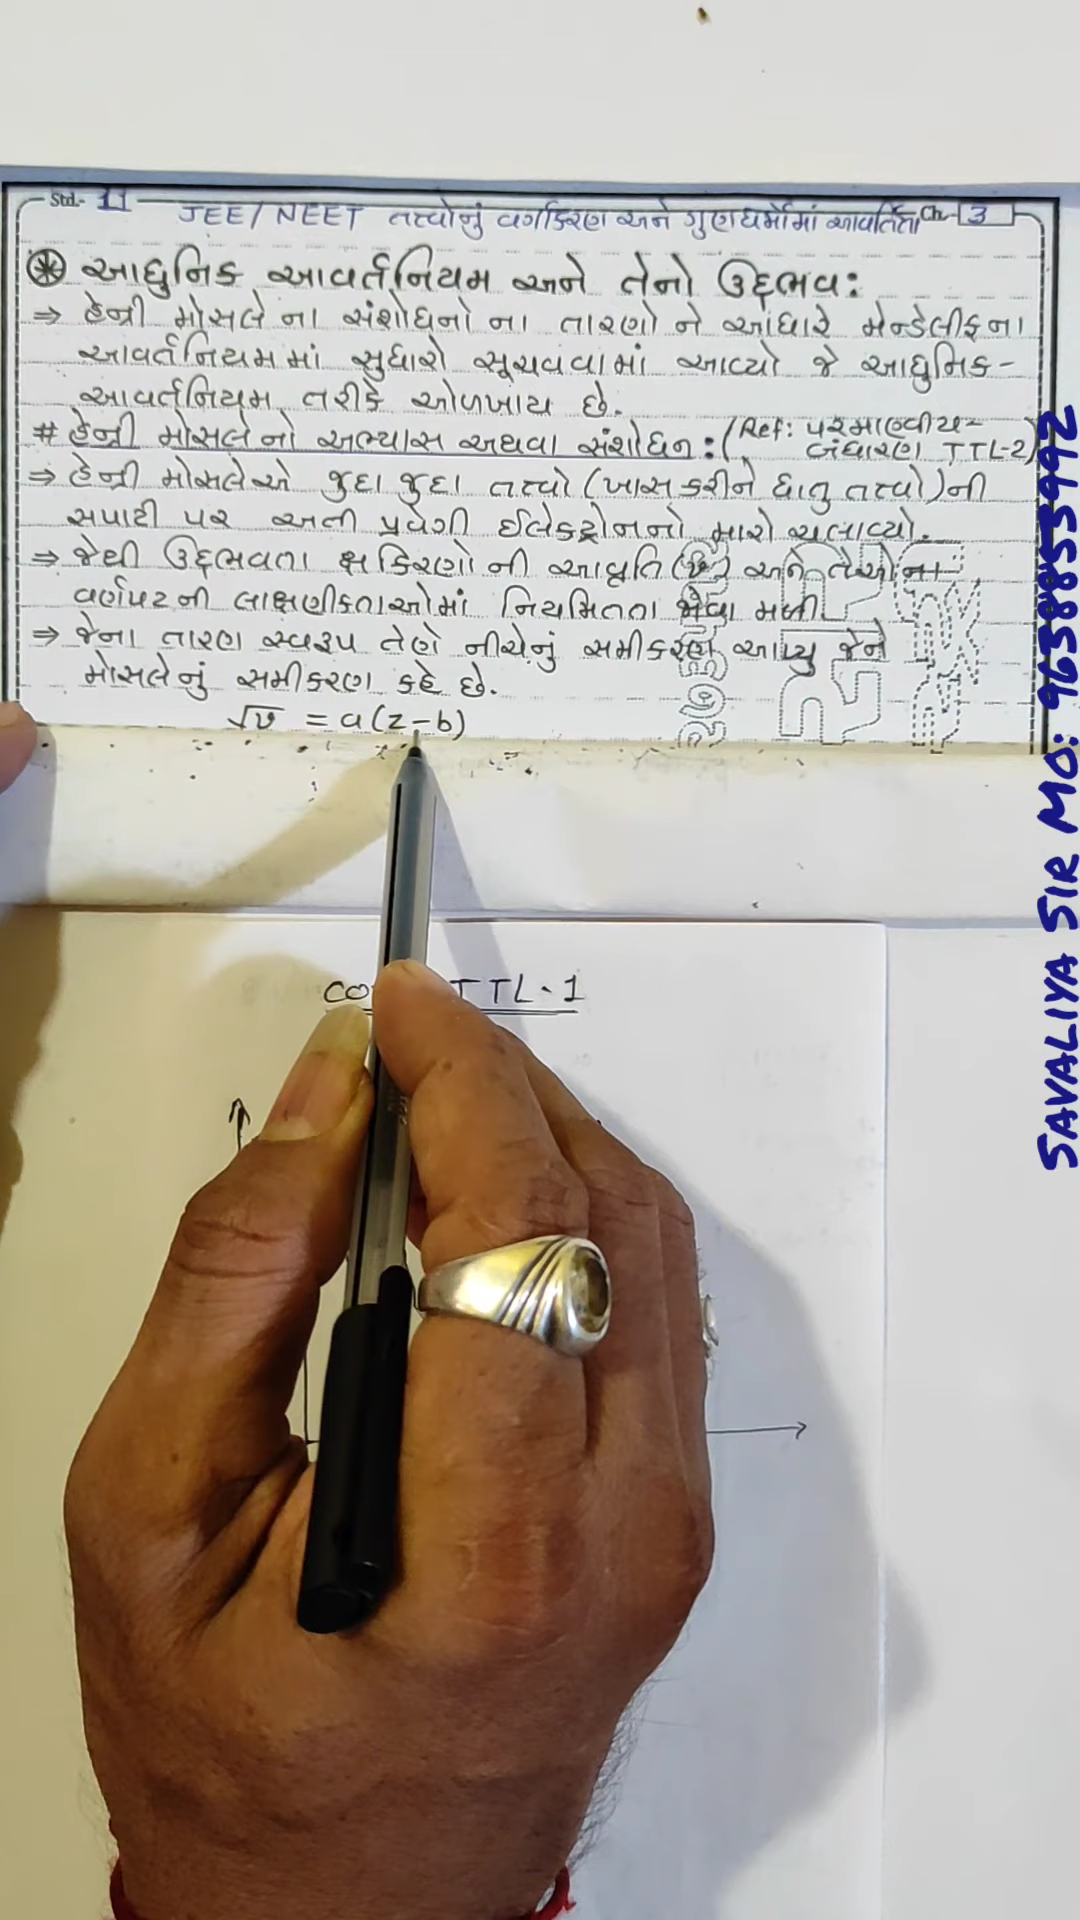 Std.- 11
JEE/NEET તત્ત્વોનું વર્ગીકરણ અને ગુણધર્મોમાં આવર્તિતા Ch.- 3
આધુનિક આવર્તનિયમ અને તેનો ઉદ્દભવ:
⇒ હેન્રી મોસલે ના સંશોધનો ના તારણો ને આધારે મેન્ડેલીફના
આવર્તનિયમમાં સુધારો સૂચવવામાં આવ્યો જે આધુનિક-
આવર્તનિયમ તરીકે ઓળખાય છે.
# હેન્રી મોસલેનો અભ્યાસ અથવા સંશોધન: (Ref: પરમાણ્વીય-
બંધારણ TTL-2)
⇒ હેન્રી મોસલેએ જુદા જુદા તત્વો (ખાસ કરીને ધાતુ તત્વો)ની
સપાટી પર અતી પ્રવેગી ઈલેક્ટ્રોનનો મારો ચલાવ્યો.
⇒ જેથી ઉદ્દભવતા ક્ષ કિરણો ની આવૃતિ અને તેઓના
વર્ણપટની લાક્ષણીકતાઓમાં નિયમિતતા જોવા મળી.
⇒ જેના તારણ સ્વરૂપ તેણે નીચેનું સમીકરણ આપ્યુ જેને
મોસલેનું સમીકરણ કહે છે.
√ν = a(z-b)
TTL-1
SAVALIYA SIR MO: 9638853992